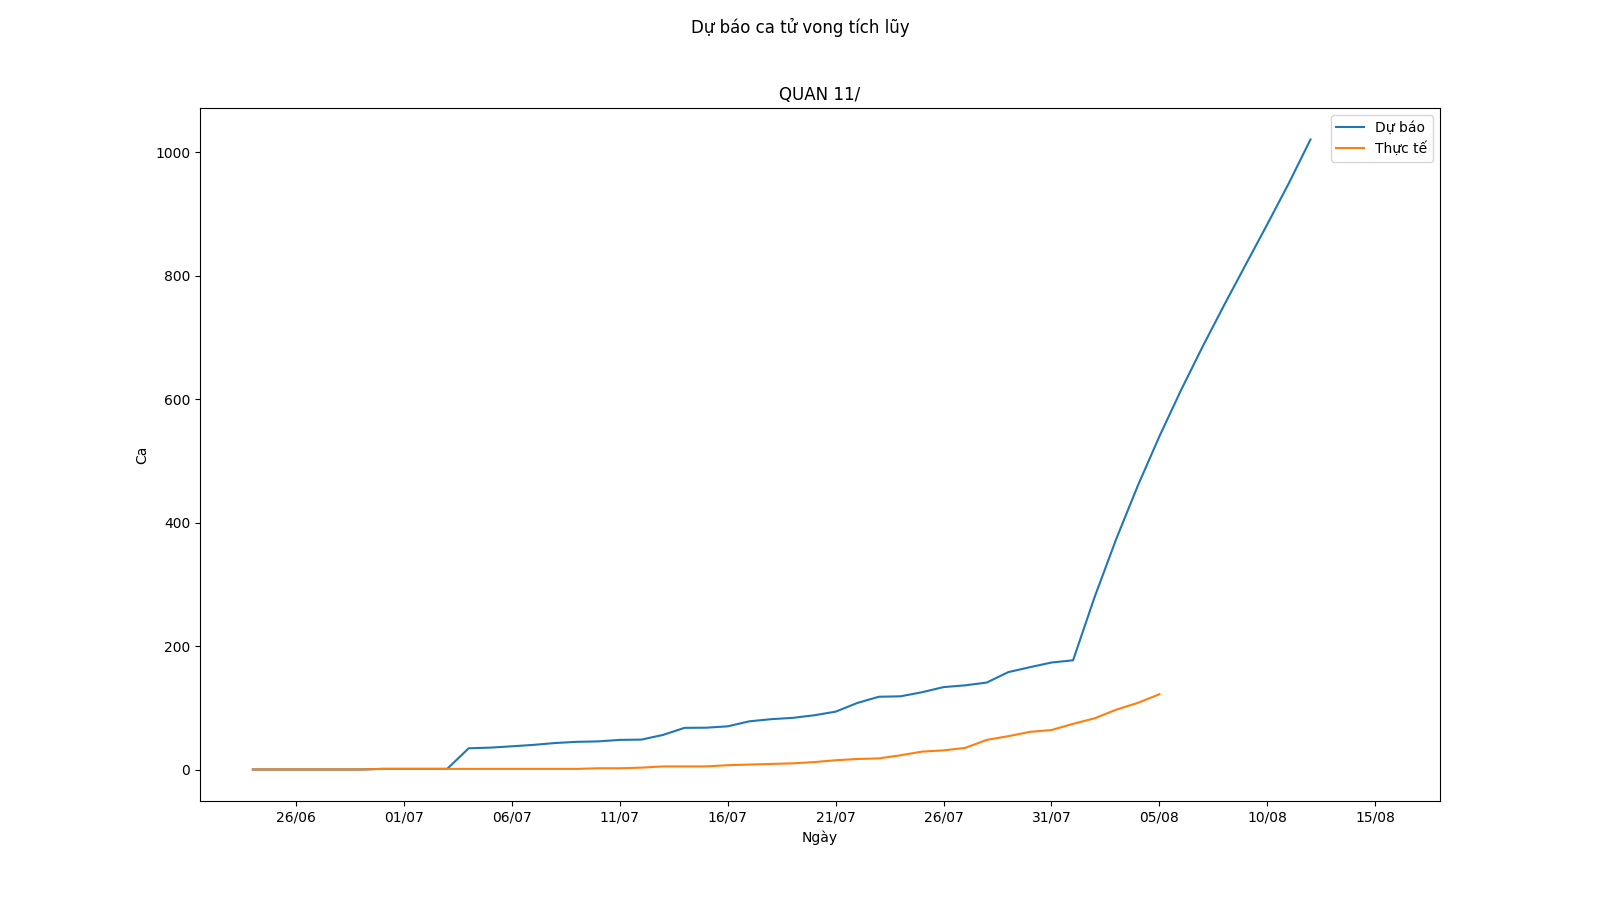 Dự báo ca tử vong tích lũy
QUAN 11/
Dự báo
Thực tế
1000
800
600
400
200
0
Ca
26/06 01/07 06/07 11/07 16/07 21/07 26/07 31/07 05/08 10/08 15/08
Ngày